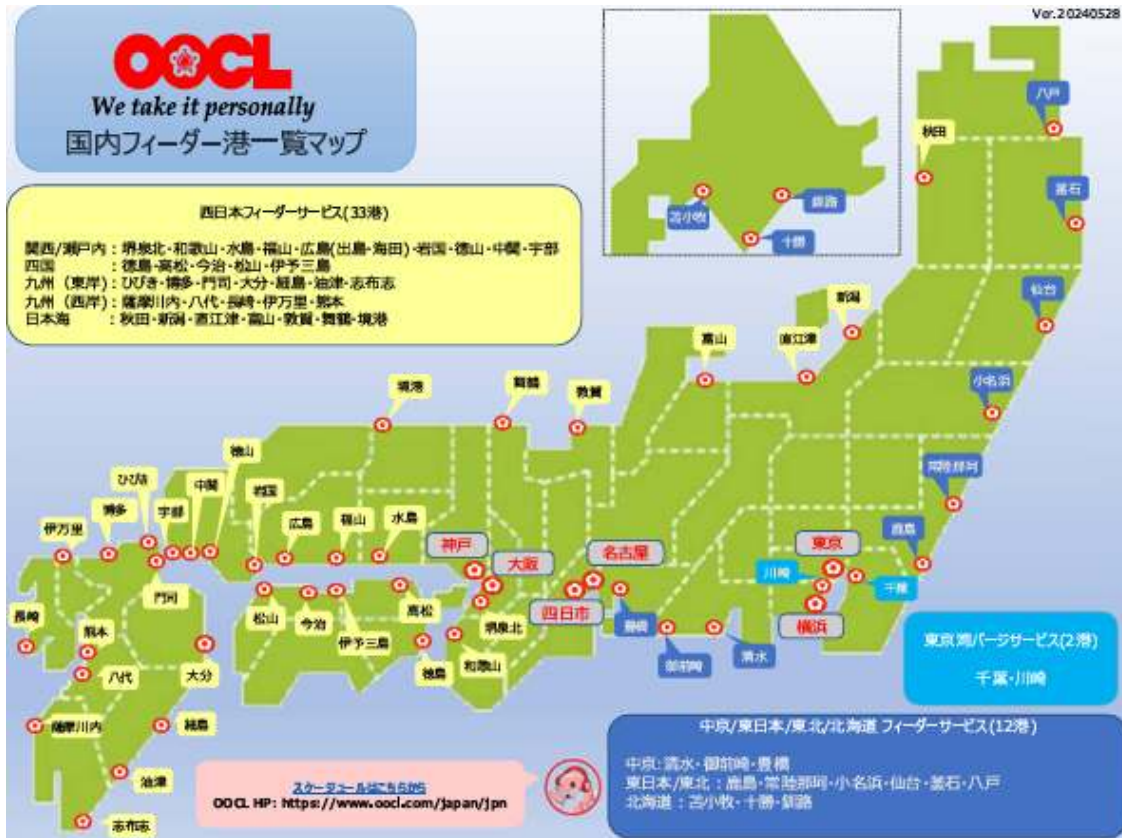 Ver.20240528
OOCL
We take it personally
国内フィーダー港一覧マップ
西日本フィーダーサービス(33港)
関西/瀬戸内：堺泉北・和歌山・水島・福山・広島(出島・海田)・岩国・徳山・中関・宇部
四国　　　：徳島・高松・今治・松山・伊予三島
九州（東岸）：ひびき・博多・門司・大分・細島・油津・志布志
九州（西岸）：薩摩川内・八代・長崎・伊万里・熊本
日本海　　：秋田・新潟・直江津・富山・敦賀・舞鶴・境港
苫小牧
釧路
十勝
八戸
秋田
釜石
仙台
新潟
富山
直江津
小名浜
境港
舞鶴
敦賀
徳山
ひびき
中関
常陸那珂
博多
宇部
岩国
伊万里
広島
福山
水島
神戸
大阪
名古屋
東京
鹿島
川崎
千葉
門司
松山
今治
高松
四日市
横浜
長崎
熊本
伊予三島
堺泉北
豊橋
御前崎
清水
八代
大分
徳島
和歌山
薩摩川内
細島
油津
志布志
東京湾バージサービス(2港)
千葉・川崎
中京/東日本/東北/北海道 フィーダーサービス(12港)
中京：清水・御前崎・豊橋
東日本/東北：鹿島・常陸那珂・小名浜・仙台・釜石・八戸
北海道：苫小牧・十勝・釧路
スケジュールはこちらから
OOCL HP: https://www.oocl.com/japan/jpn